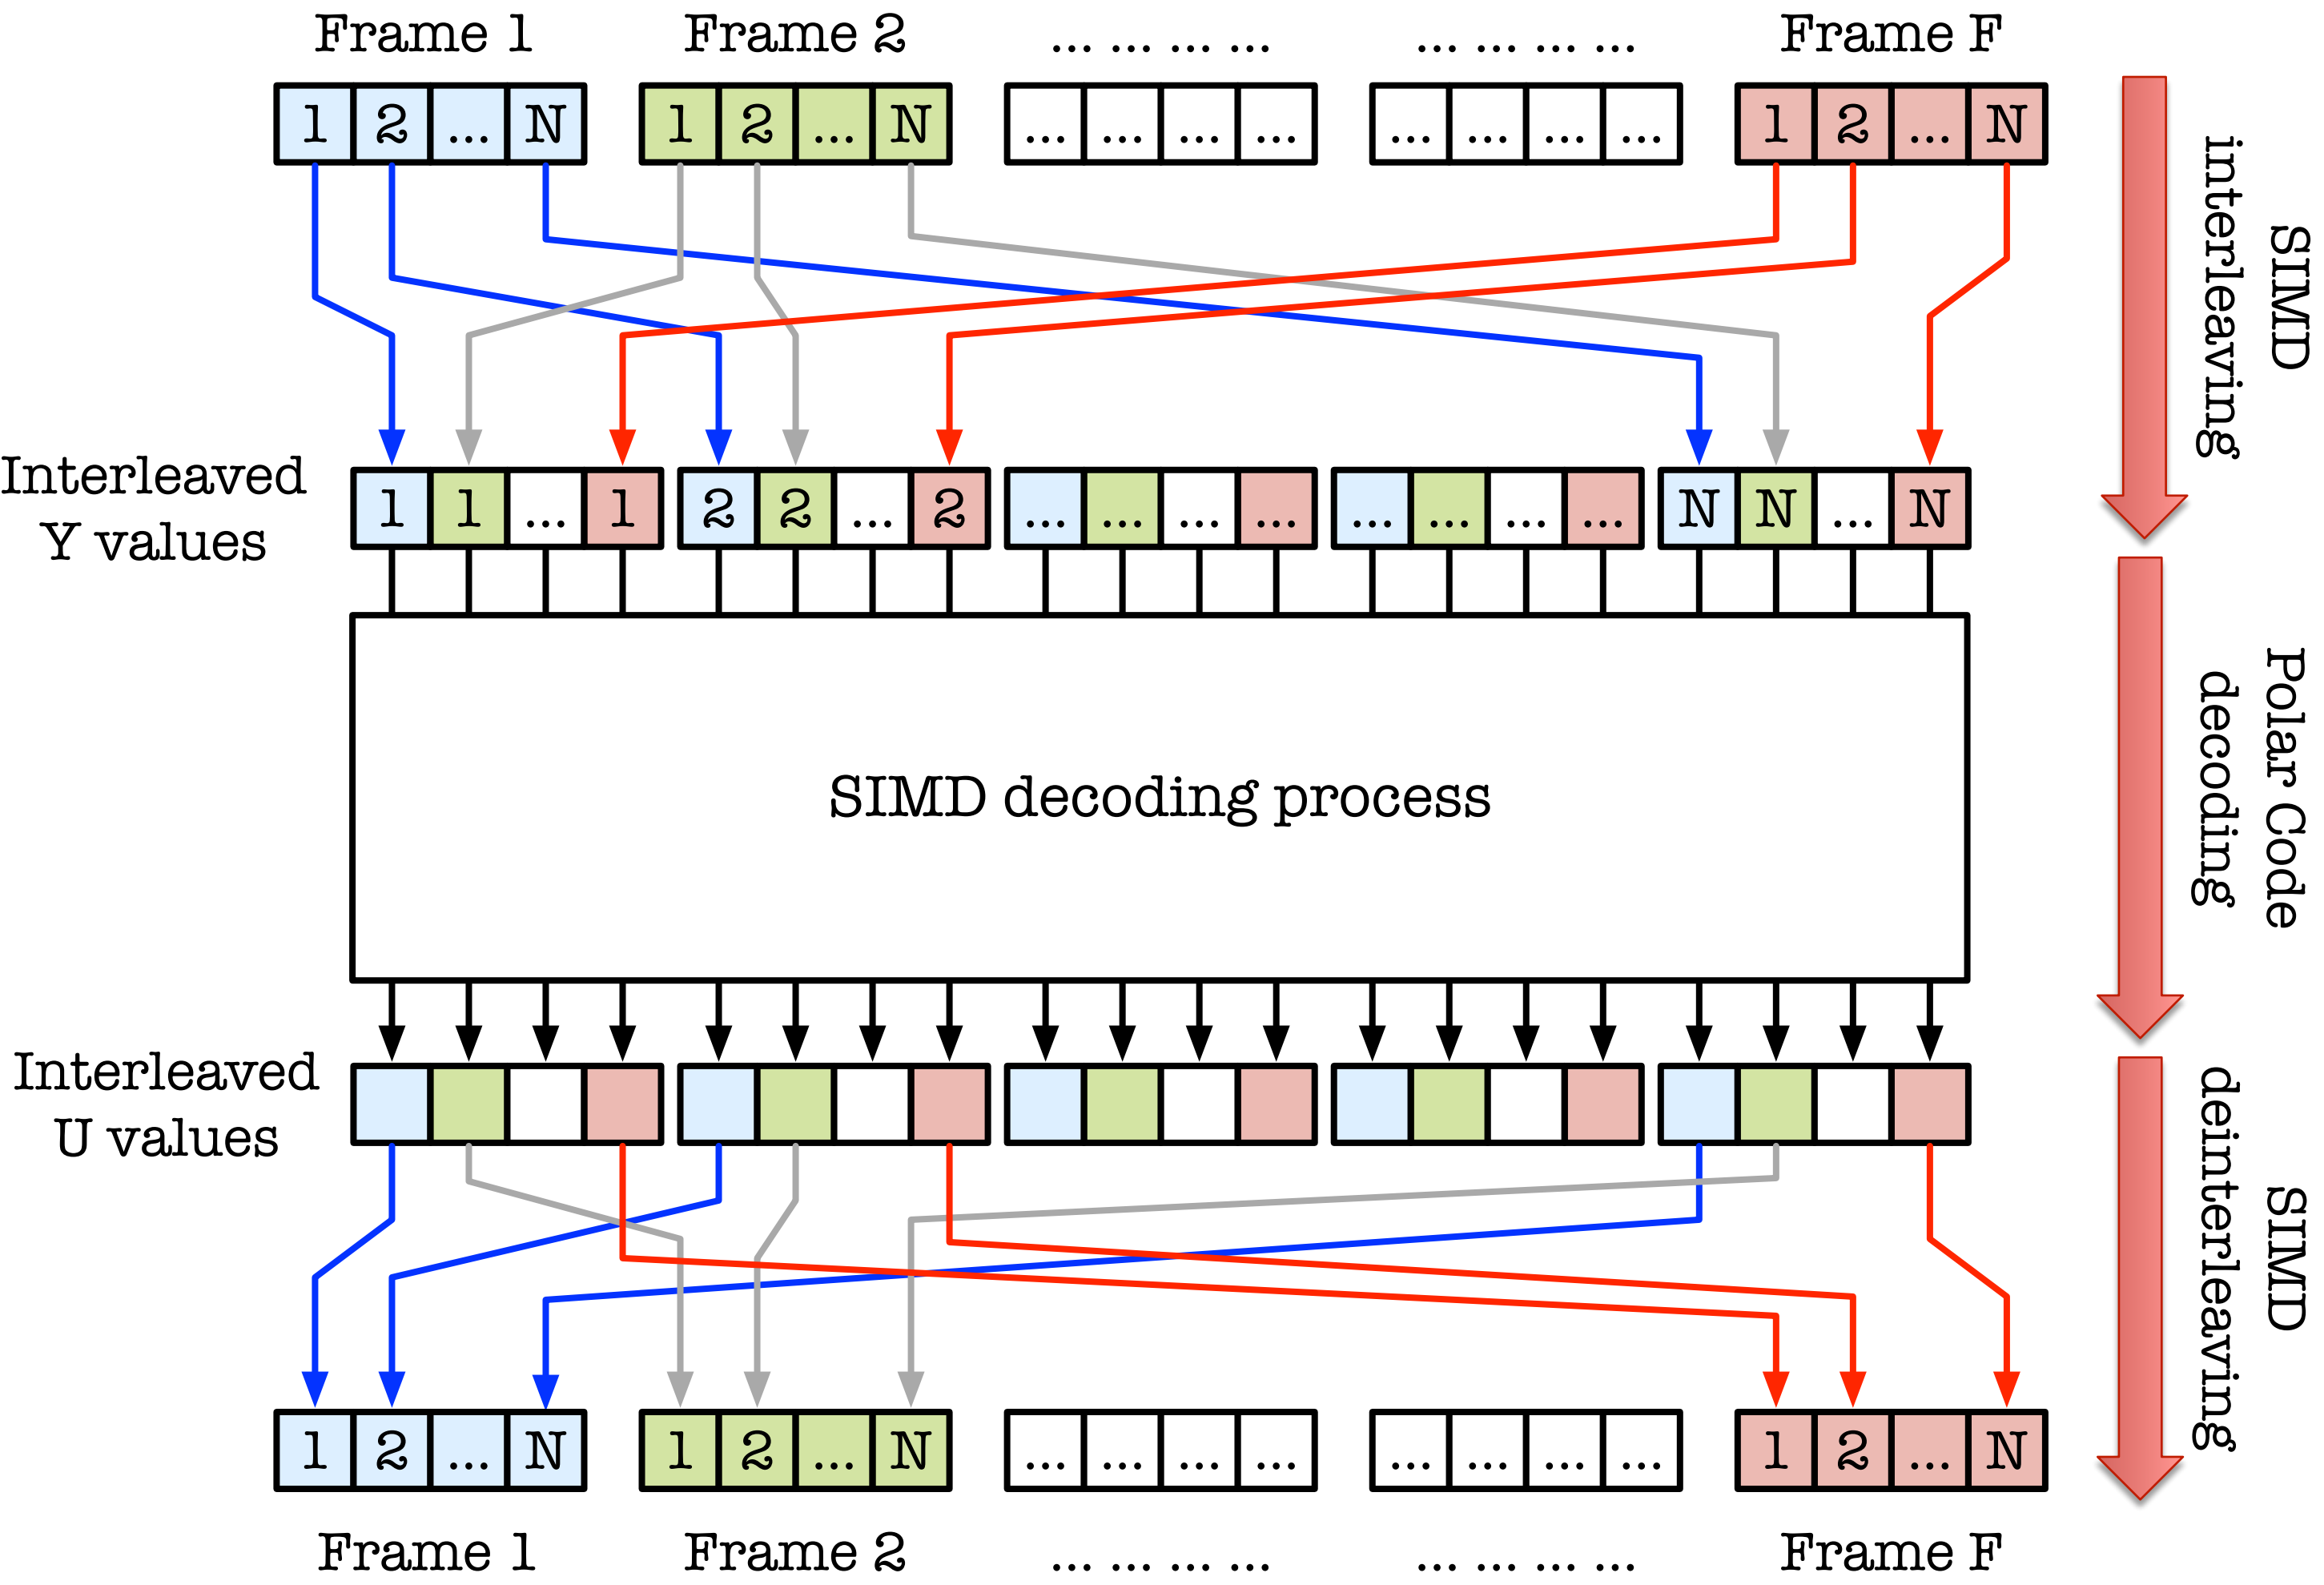 Frame 1 Frame 2 ... ... ... ... ... ... ... ... Frame F
1 2 ... N 1 2 ... N ... ... ... ... ... ... ... ... 1 2 ... N
SIMD
interleaving
Interleaved
Y values
1 1 ... 1 2 2 ... 2 ... ... ... ... ... ... ... ... N N ... N
SIMD decoding process
Polar Code
decoding
Interleaved
U values
SIMD
deinterleaving
1 2 ... N 1 2 ... N ... ... ... ... ... ... ... ... 1 2 ... N
Frame 1 Frame 2 ... ... ... ... ... ... ... ... Frame F